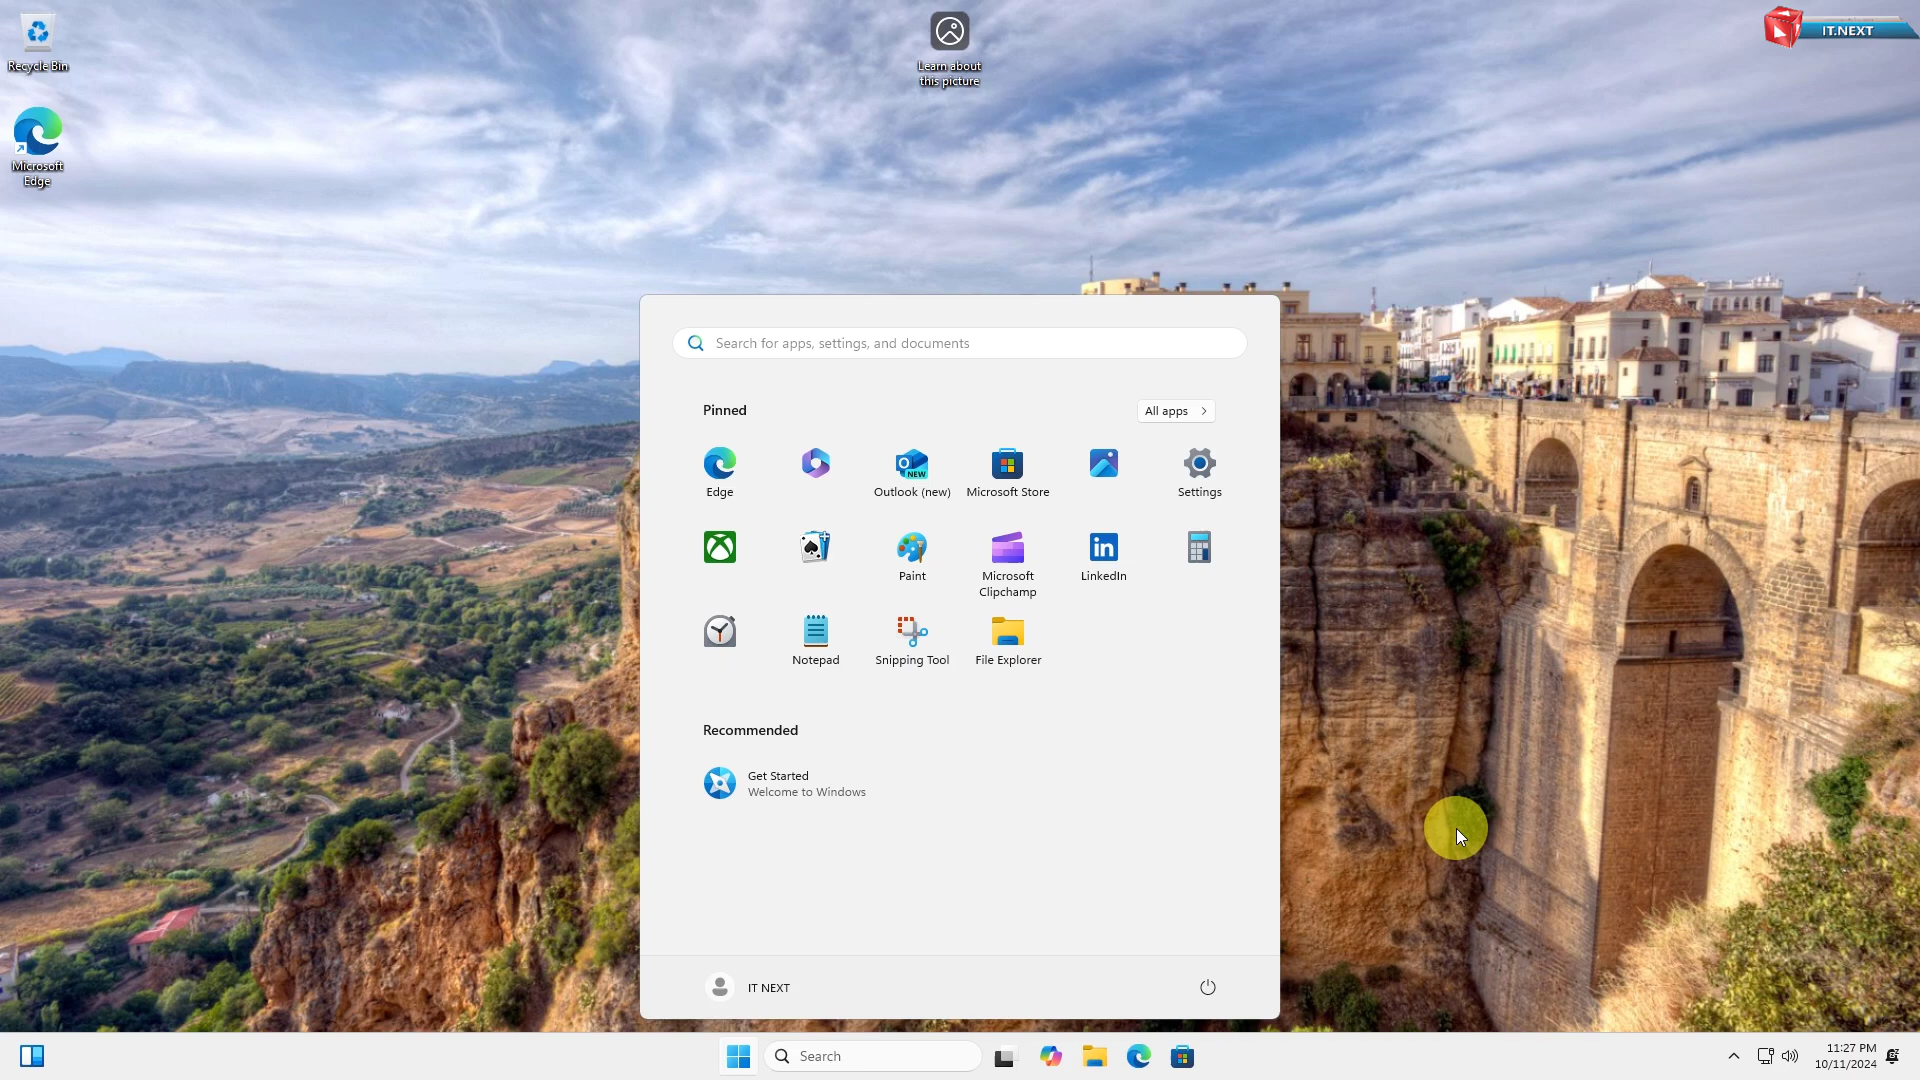 Recycle Bin
Microsoft
Edge
Learn about
this picture
IT.NEXT
Search for apps, settings, and documents
Pinned
All apps
Edge
Outlook (new)
Microsoft Store
Settings
NEW
Paint
Microsoft
Clipchamp
LinkedIn
in
Notepad
Snipping Tool
File Explorer
Recommended
Get Started
Welcome to Windows
IT NEXT
Search
11:27 PM
10/11/2024